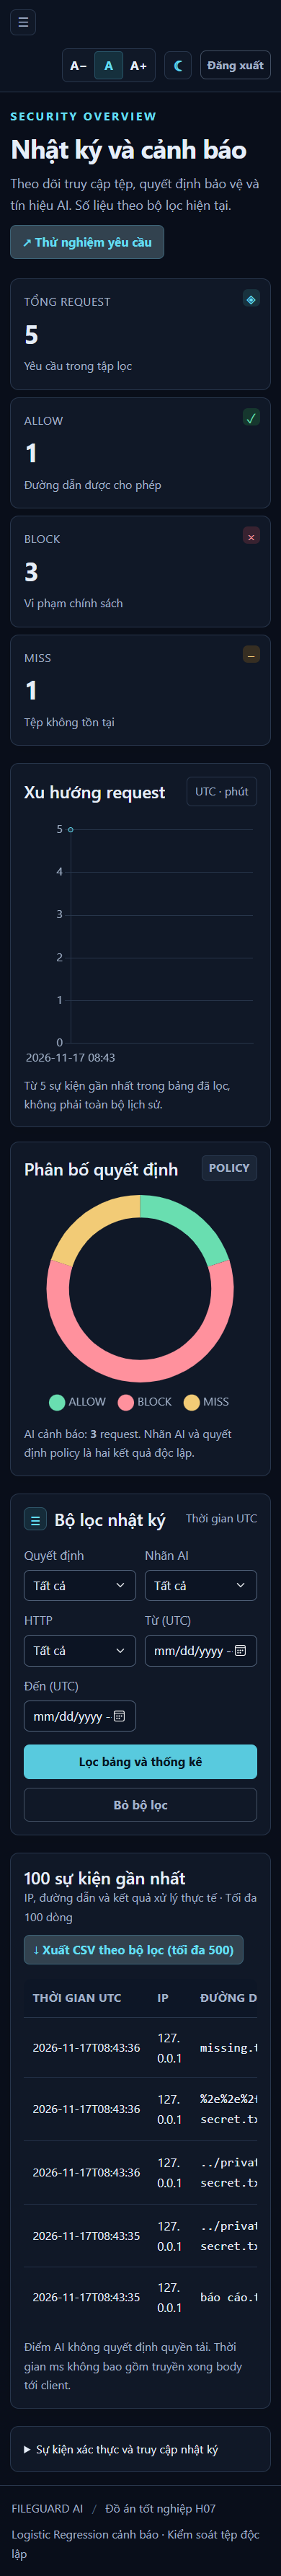 ☰
A− A A+ ☾ Đăng xuất
SECURITY OVERVIEW
Nhật ký và cảnh báo
Theo dõi truy cập tệp, quyết định bảo vệ và
tín hiệu AI. Số liệu theo bộ lọc hiện tại.
↗ Thử nghiệm yêu cầu
TỔNG REQUEST
5
Yêu cầu trong tập lọc
ALLOW
1
Đường dẫn được cho phép
BLOCK
3
Vi phạm chính sách
MISS
1
Tệp không tồn tại
Xu hướng request
UTC · phút
5
4
3
2
1
0
2026-11-17 08:43
Từ 5 sự kiện gần nhất trong bảng đã lọc,
không phải toàn bộ lịch sử.
Phân bố quyết định
POLICY
ALLOW BLOCK MISS
AI cảnh báo: 3 request. Nhãn AI và quyết
định policy là hai kết quả độc lập.
Bộ lọc nhật ký
Thời gian UTC
Quyết định Nhãn AI
Tất cả Tất cả
HTTP Từ (UTC)
Tất cả mm/dd/yyyy -
Đến (UTC)
mm/dd/yyyy -
Lọc bảng và thống kê
Bỏ bộ lọc
100 sự kiện gần nhất
IP, đường dẫn và kết quả xử lý thực tế · Tối đa
100 dòng
↓ Xuất CSV theo bộ lọc (tối đa 500)
THỜI GIAN UTC IP ĐƯỜNG D
2026-11-17T08:43:36 127.0.0.1 missing.t
2026-11-17T08:43:36 127.0.0.1 %2e%2e%2f
secret.tx
2026-11-17T08:43:36 127.0.0.1 ../privat
secret.tx
2026-11-17T08:43:35 127.0.0.1 ../privat
secret.tx
2026-11-17T08:43:35 127.0.0.1 báo cáo.t
Điểm AI không quyết định quyền tải. Thời
gian ms không bao gồm truyền xong body
tới client.
▶ Sự kiện xác thực và truy cập nhật ký
FILEGUARD AI / Đồ án tốt nghiệp H07
Logistic Regression cảnh báo · Kiểm soát tệp độc
lập